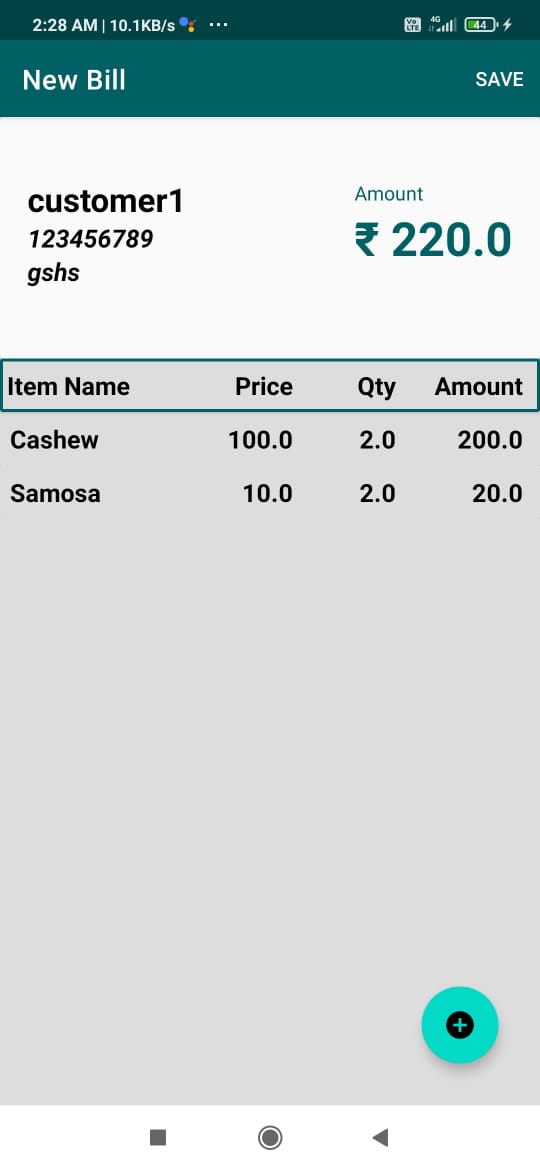 2:28 AM | 10.1KB/s ...
Vo LTE 4G 44
New Bill
SAVE
customer1
123456789
gshs
Amount
₹ 220.0
Item Name Price Qty Amount
Cashew 100.0 2.0 200.0
Samosa 10.0 2.0 20.0